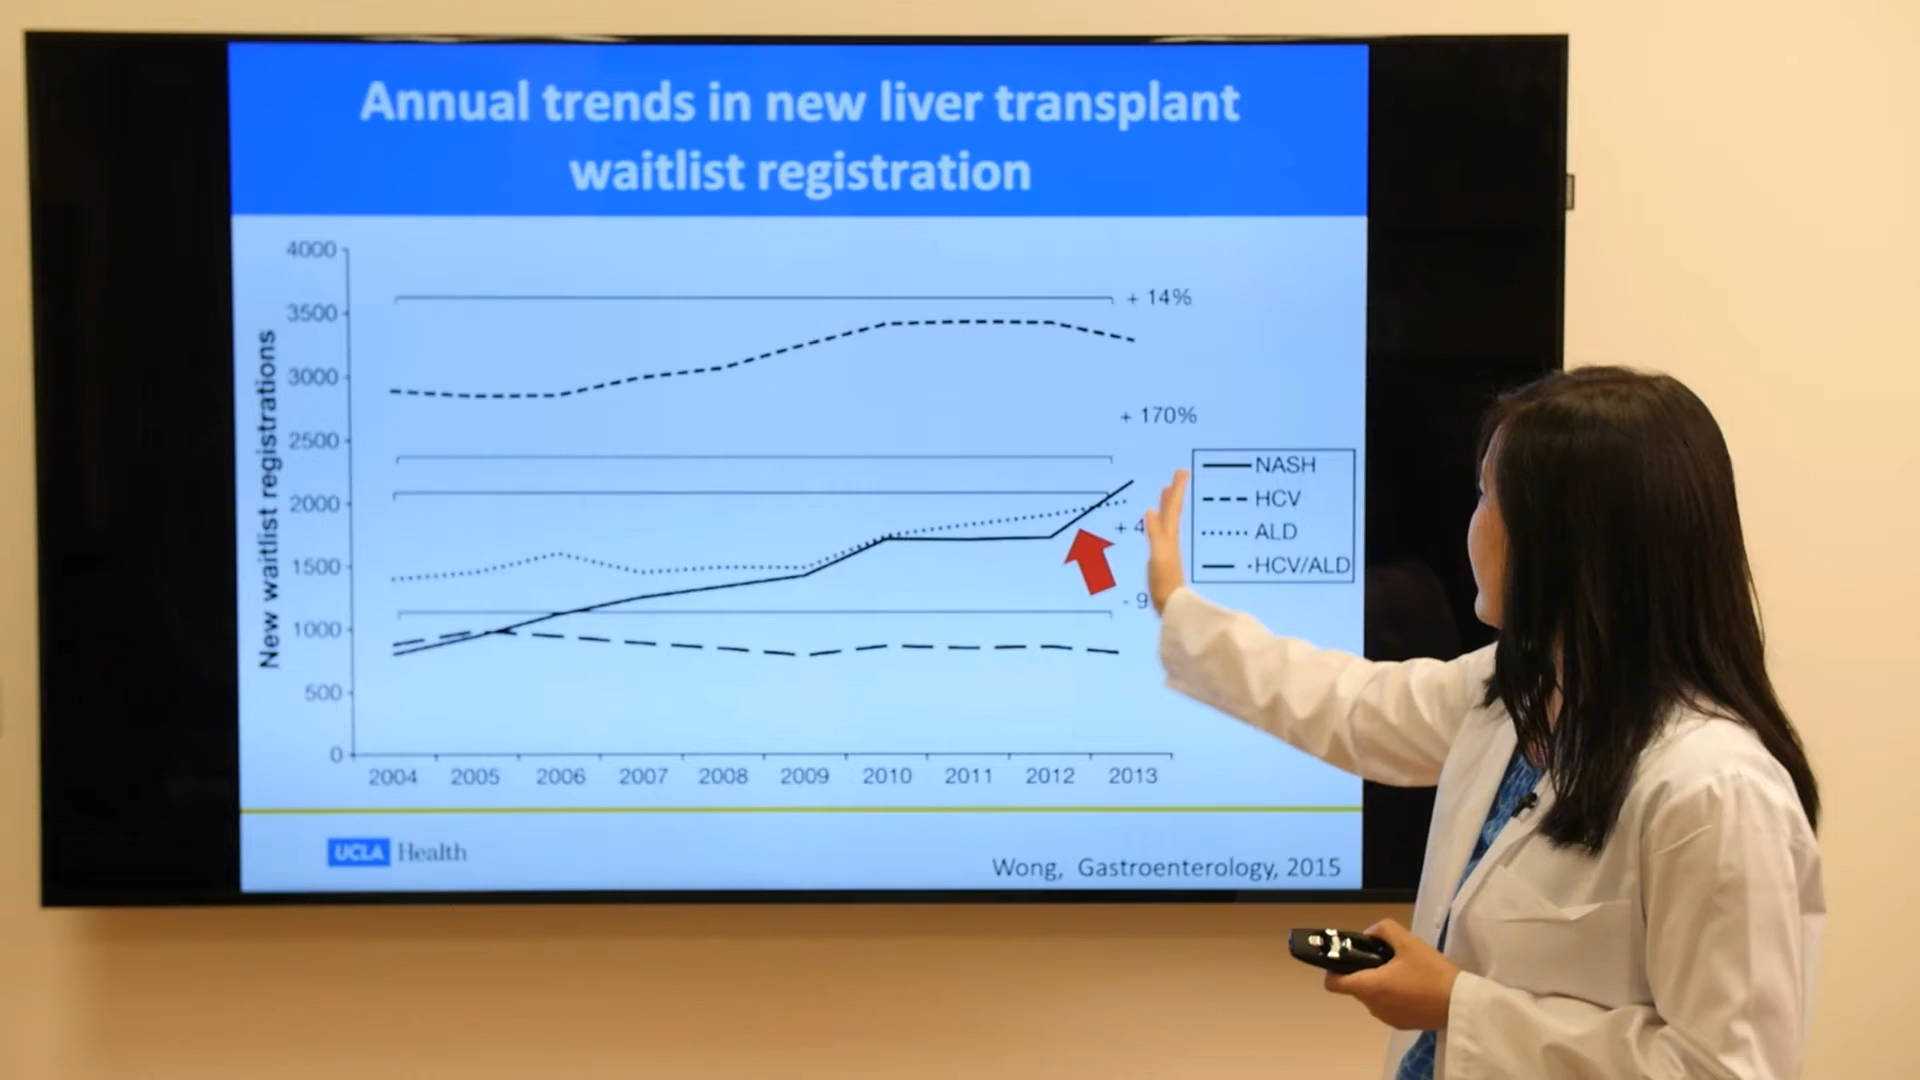 Annual trends in new liver transplant
waitlist registration
New waitlist registrations
4000
3500
3000
2500
2000
1500
1000
500
0
+ 14%
+ 170%
+ 4
- 9
NASH
HCV
ALD
HCV/ALD
2004 2005 2006 2007 2008 2009 2010 2011 2012 2013
UCLA Health
Wong, Gastroenterology, 2015